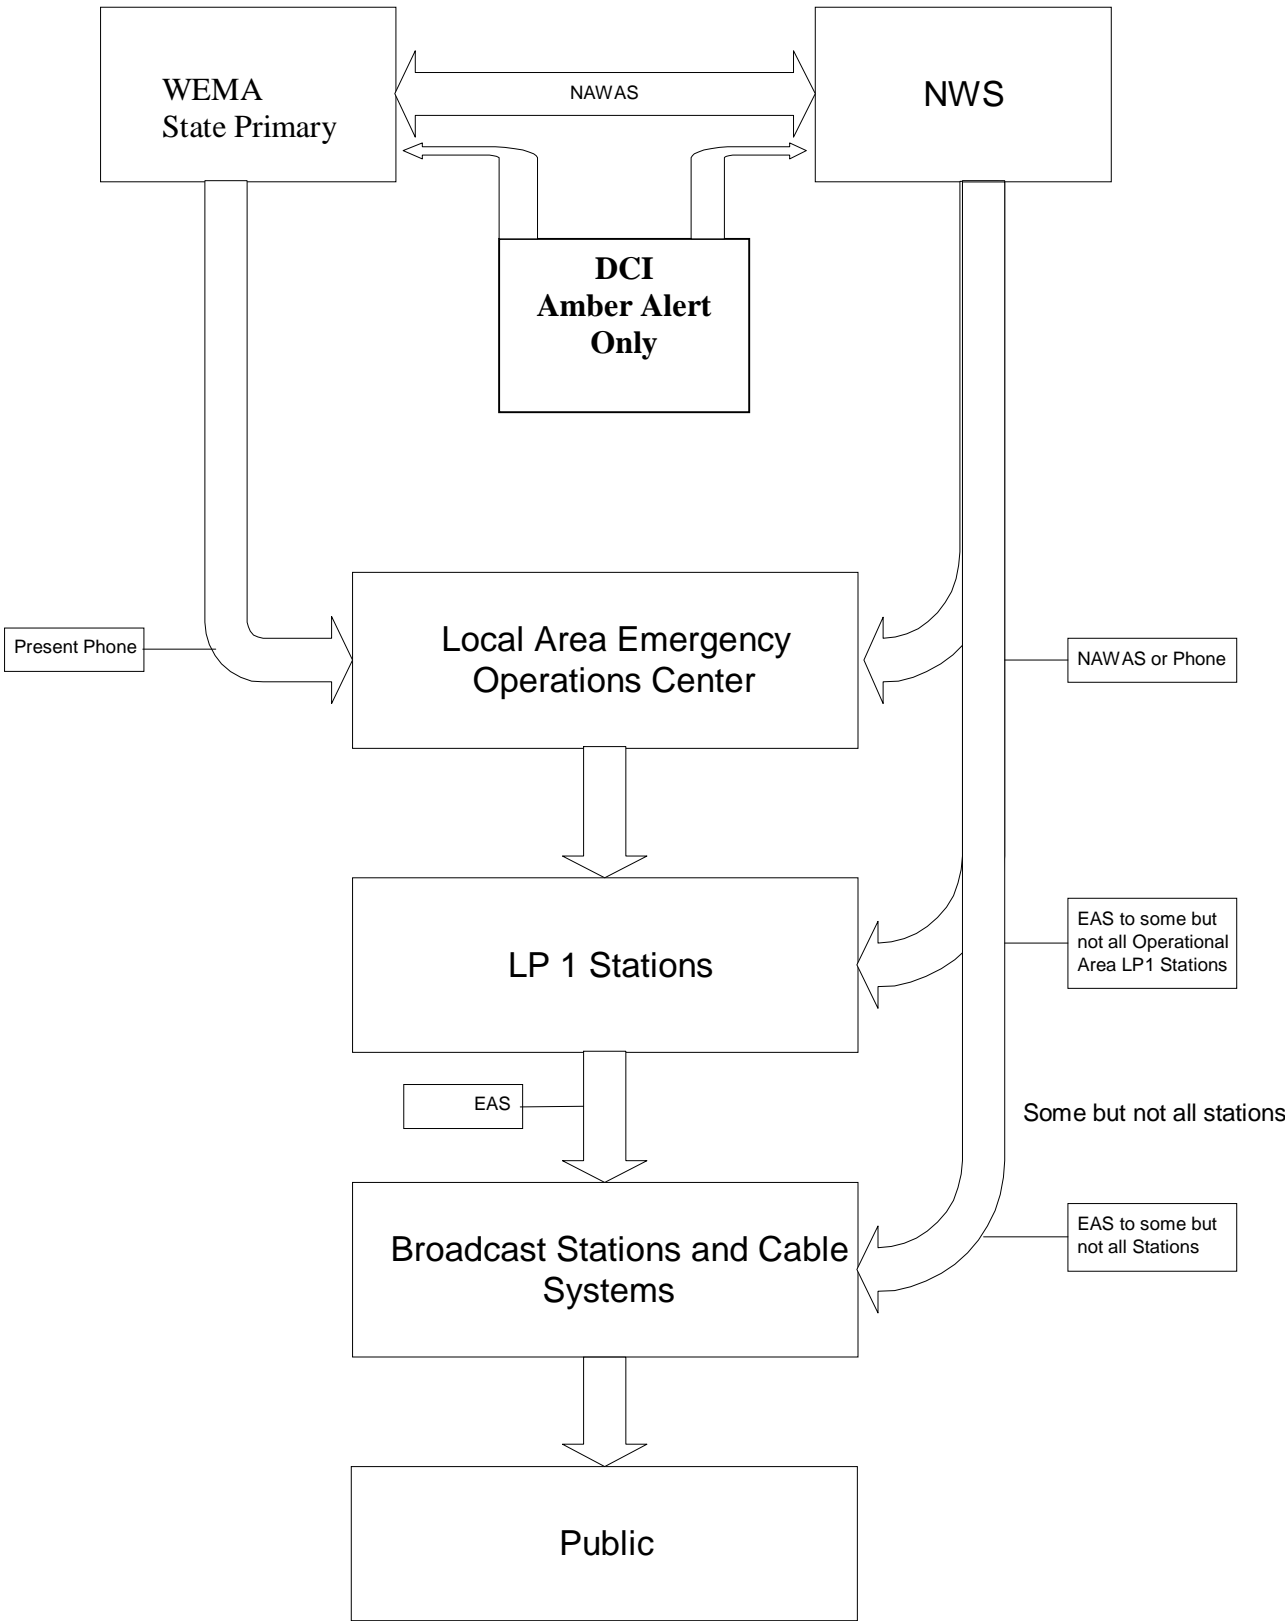 WEMA
State Primary
NAWAS
NWS
DCI
Amber Alert
Only
Local Area Emergency
Operations Center
Present Phone
NAWAS or Phone
LP 1 Stations
EAS to some but
not all Operational
Area LP1 Stations
EAS
Some but not all stations
Broadcast Stations and Cable
Systems
EAS to some but
not all Stations
Public